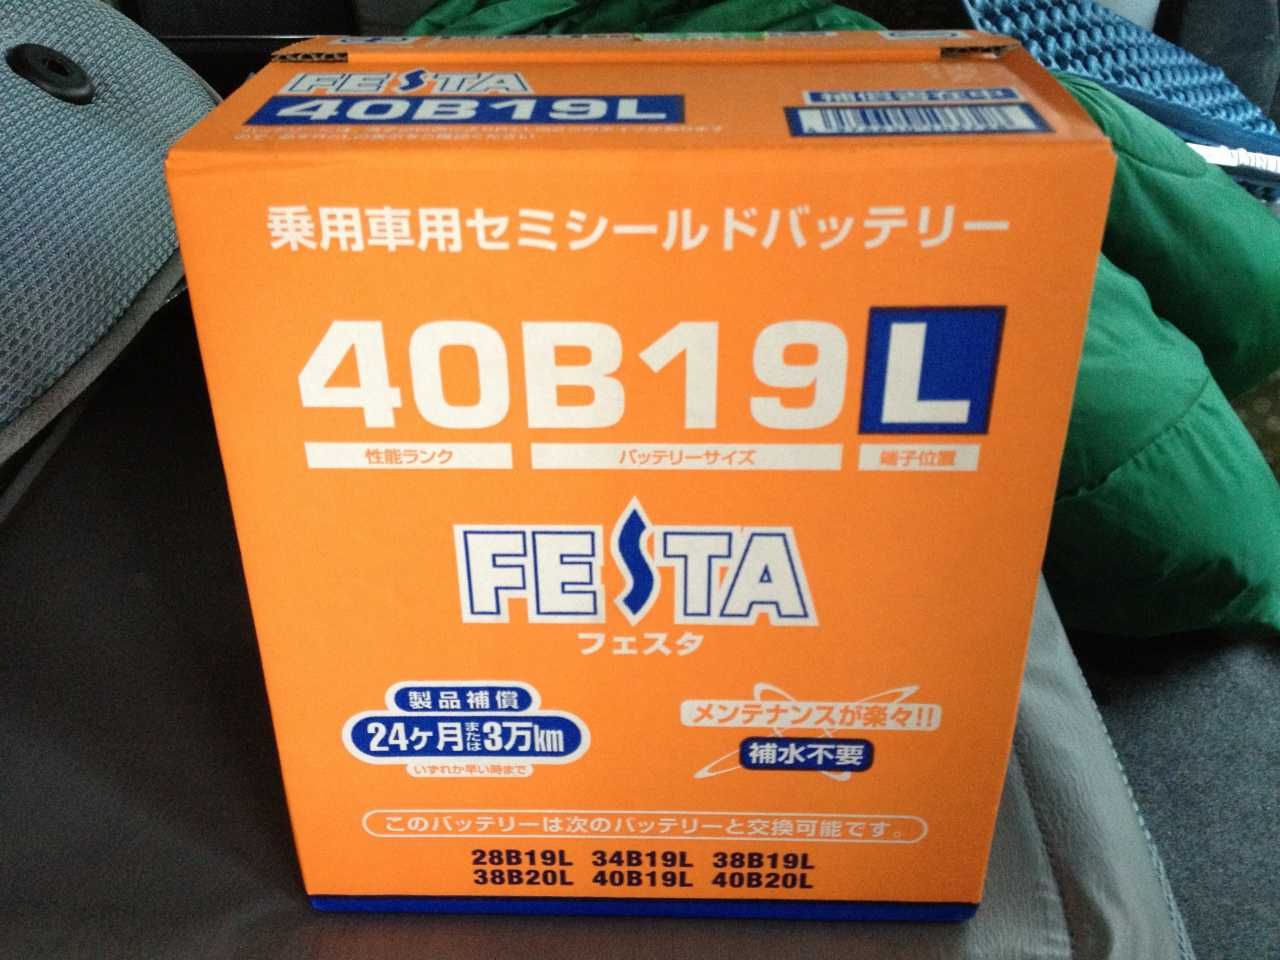 FESTA
40B19L
乗用車用セミシールドバッテリー
40B19L
性能ランク バッテリーサイズ 端子位置
FESTA
フェスタ
製品補償
24ヶ月または3万km
いずれか早い時まで
メンテナンスが楽々!!
補水不要
このバッテリーは次のバッテリーと交換可能です。
28B19L 34B19L 38B19L
38B20L 40B19L 40B20L